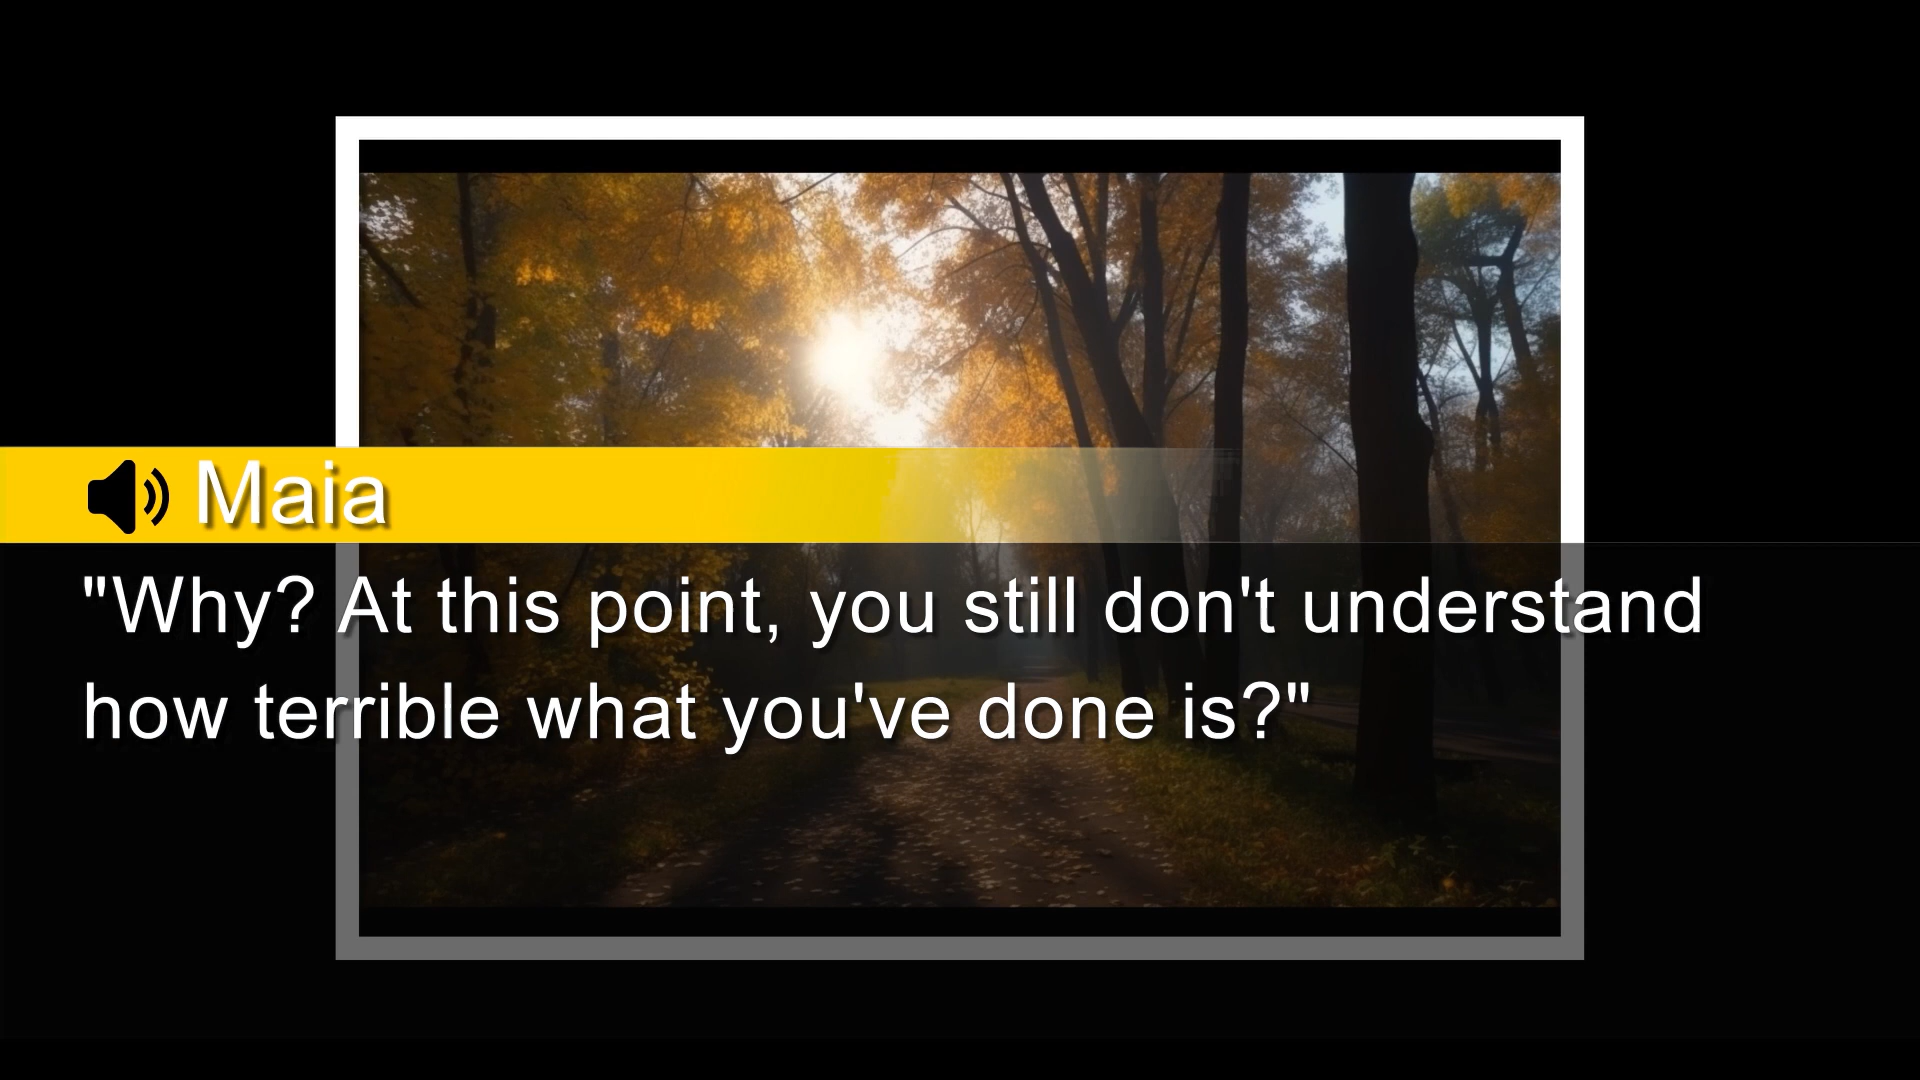 Maia
"Why? At this point, you still don't understand
how terrible what you've done is?"